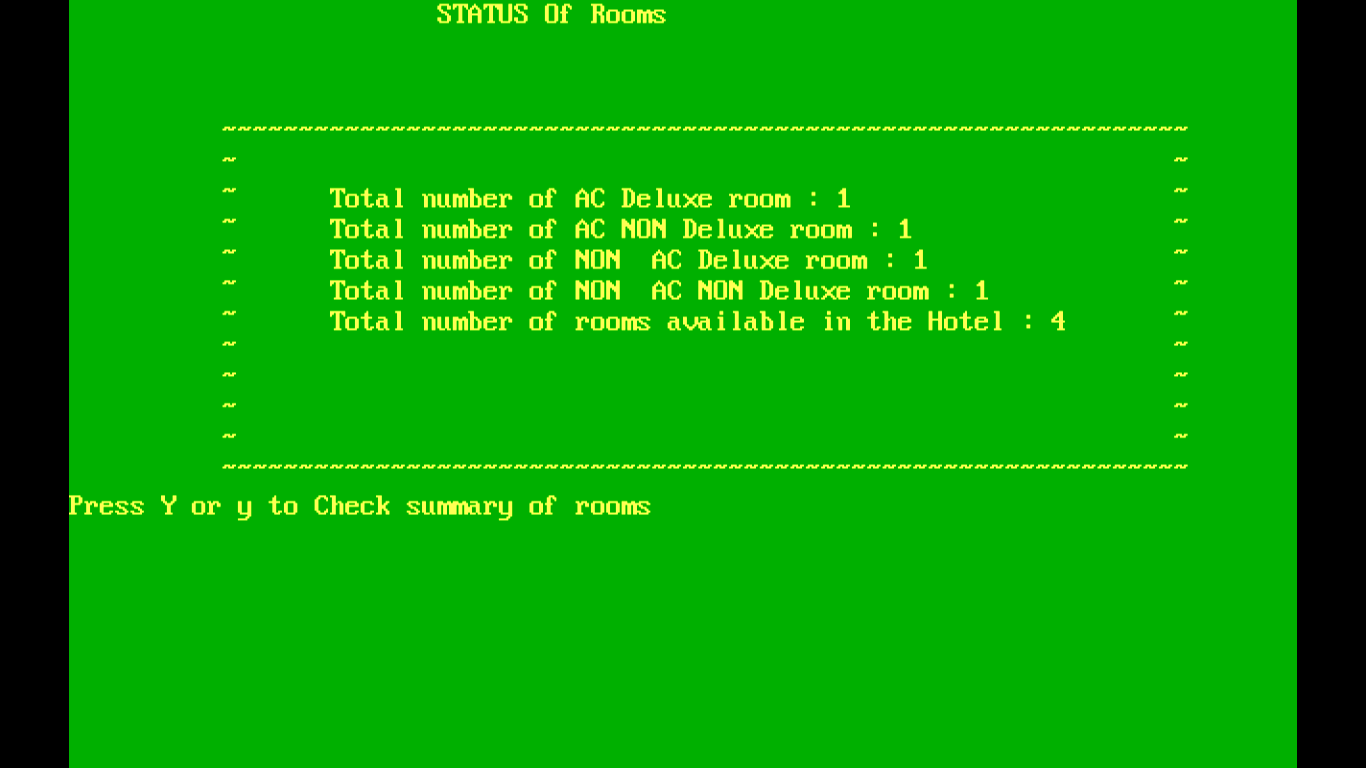 STATUS Of Rooms
~~~~~~~~~~~~~~~~~~~~~~~~~~~~~~~~~~~~~~~~~~~~~~~~~~~~~~~~~~~~~~~
~ ~
~ Total number of AC Deluxe room : 1 ~
~ Total number of AC NON Deluxe room : 1 ~
~ Total number of NON  AC Deluxe room : 1 ~
~ Total number of NON  AC NON Deluxe room : 1 ~
~ Total number of rooms available in the Hotel : 4 ~
~ ~
~ ~
~ ~
~ ~
~~~~~~~~~~~~~~~~~~~~~~~~~~~~~~~~~~~~~~~~~~~~~~~~~~~~~~~~~~~~~~~
Press Y or y to Check summary of rooms